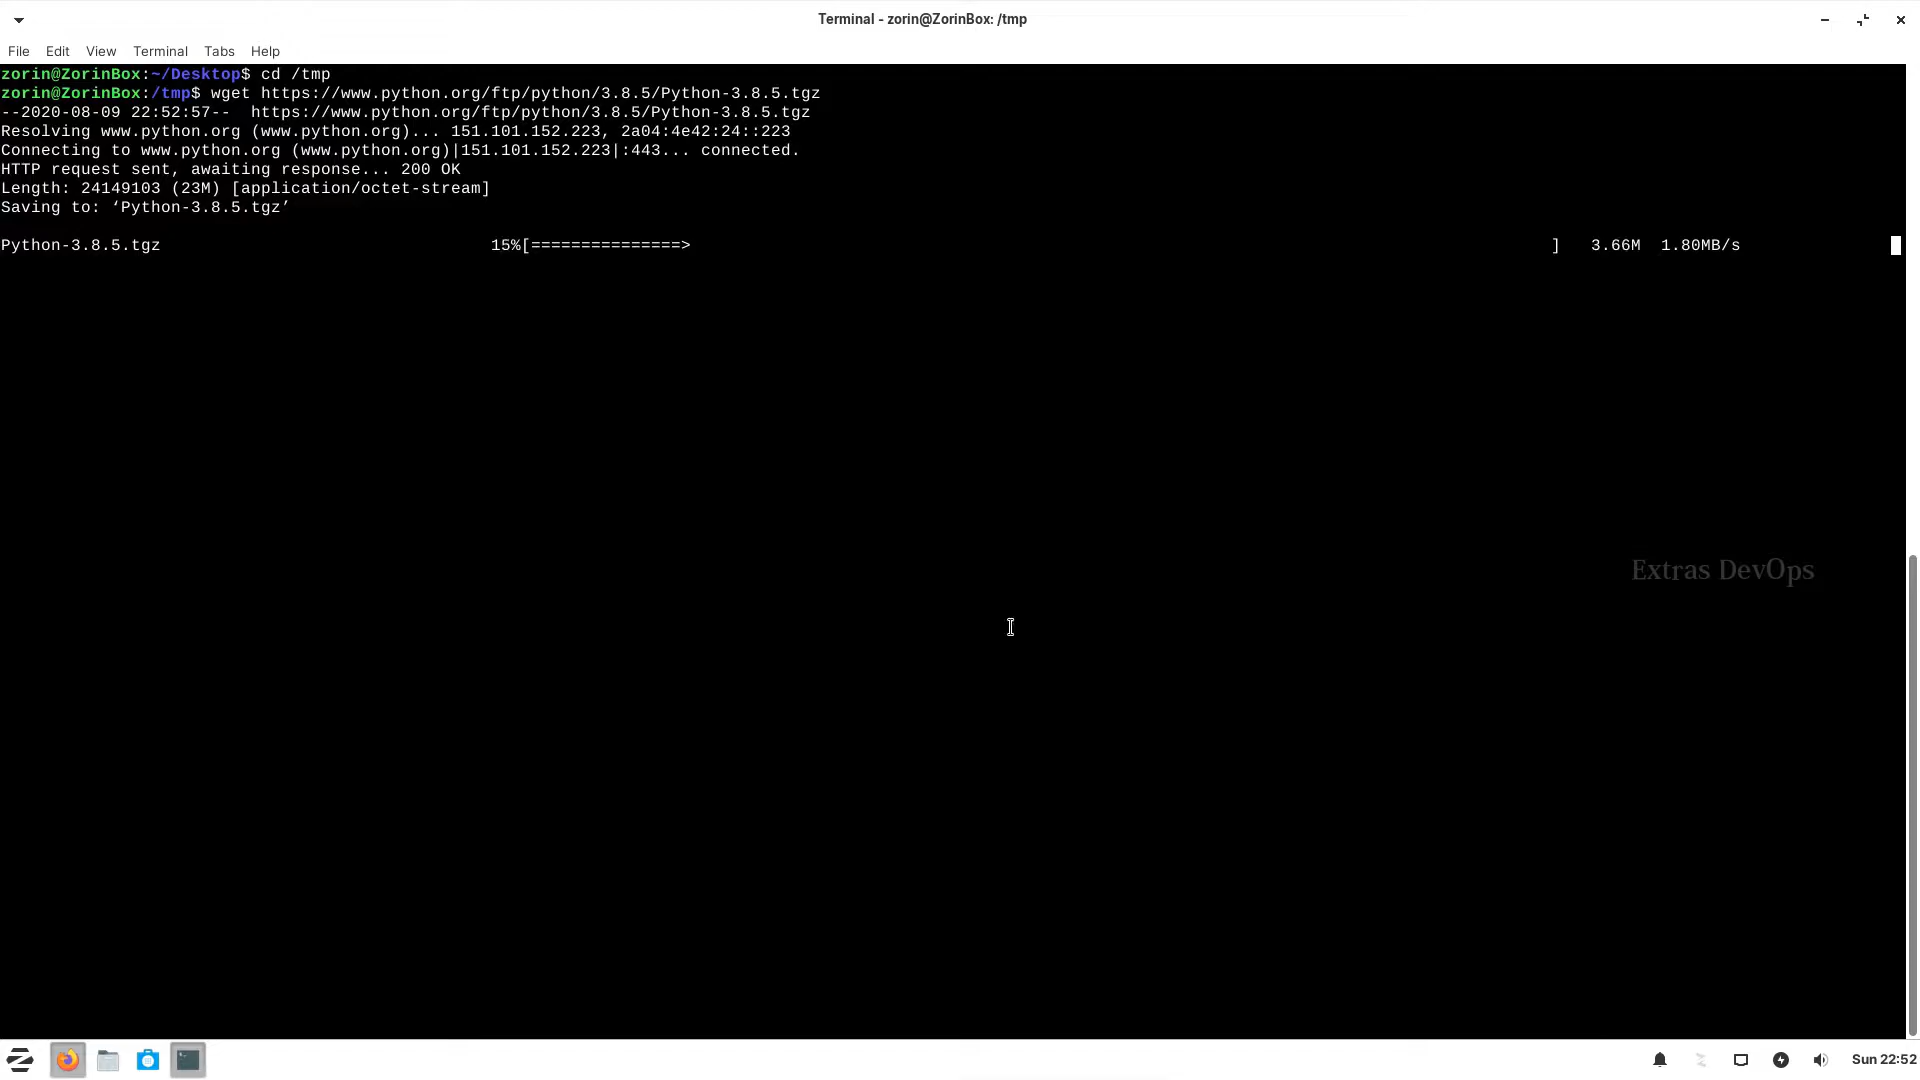 Terminal - zorin@ZorinBox: /tmp
File Edit View Terminal Tabs Help
zorin@ZorinBox:~/Desktop$ cd /tmp
zorin@ZorinBox:/tmp$ wget https://www.python.org/ftp/python/3.8.5/Python-3.8.5.tgz
--2020-08-09 22:52:57--  https://www.python.org/ftp/python/3.8.5/Python-3.8.5.tgz
Resolving www.python.org (www.python.org)... 151.101.152.223, 2a04:4e42:24::223
Connecting to www.python.org (www.python.org)|151.101.152.223|:443... connected.
HTTP request sent, awaiting response... 200 OK
Length: 24149103 (23M) [application/octet-stream]
Saving to: ‘Python-3.8.5.tgz’
Python-3.8.5.tgz 15%[===============> ] 3.66M 1.80MB/s
Extras DevOps
Sun 22:52